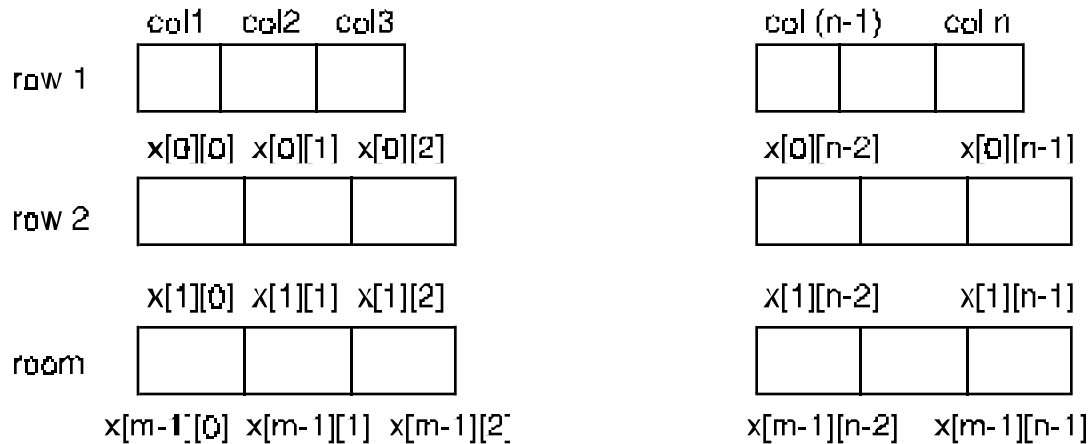 col1 col2 col3 col (n-1) col n
row 1
x[0][0] x[0][1] x[0][2] x[0][n-2] x[0][n-1]
row 2
x[1][0] x[1][1] x[1][2] x[1][n-2] x[1][n-1]
room
x[m-1][0] x[m-1][1] x[m-1][2] x[m-1][n-2] x[m-1][n-1]